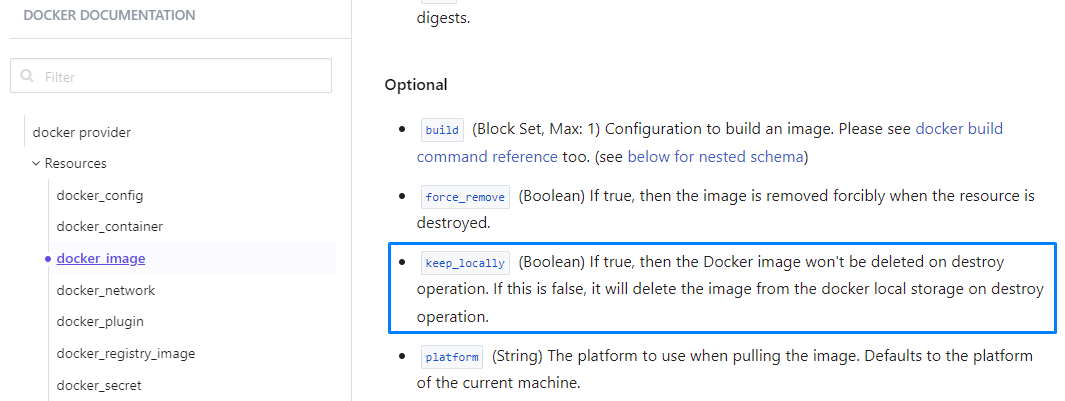 DOCKER DOCUMENTATION
Filter
docker provider
Resources
docker_config
docker_container
docker_image
docker_network
docker_plugin
docker_registry_image
docker_secret
digests.
Optional
build (Block Set, Max: 1) Configuration to build an image. Please see docker build
command reference too. (see below for nested schema)
force_remove (Boolean) If true, then the image is removed forcibly when the resource is
destroyed.
keep_locally (Boolean) If true, then the Docker image won't be deleted on destroy
operation. If this is false, it will delete the image from the docker local storage on destroy
operation.
platform (String) The platform to use when pulling the image. Defaults to the platform
of the current machine.